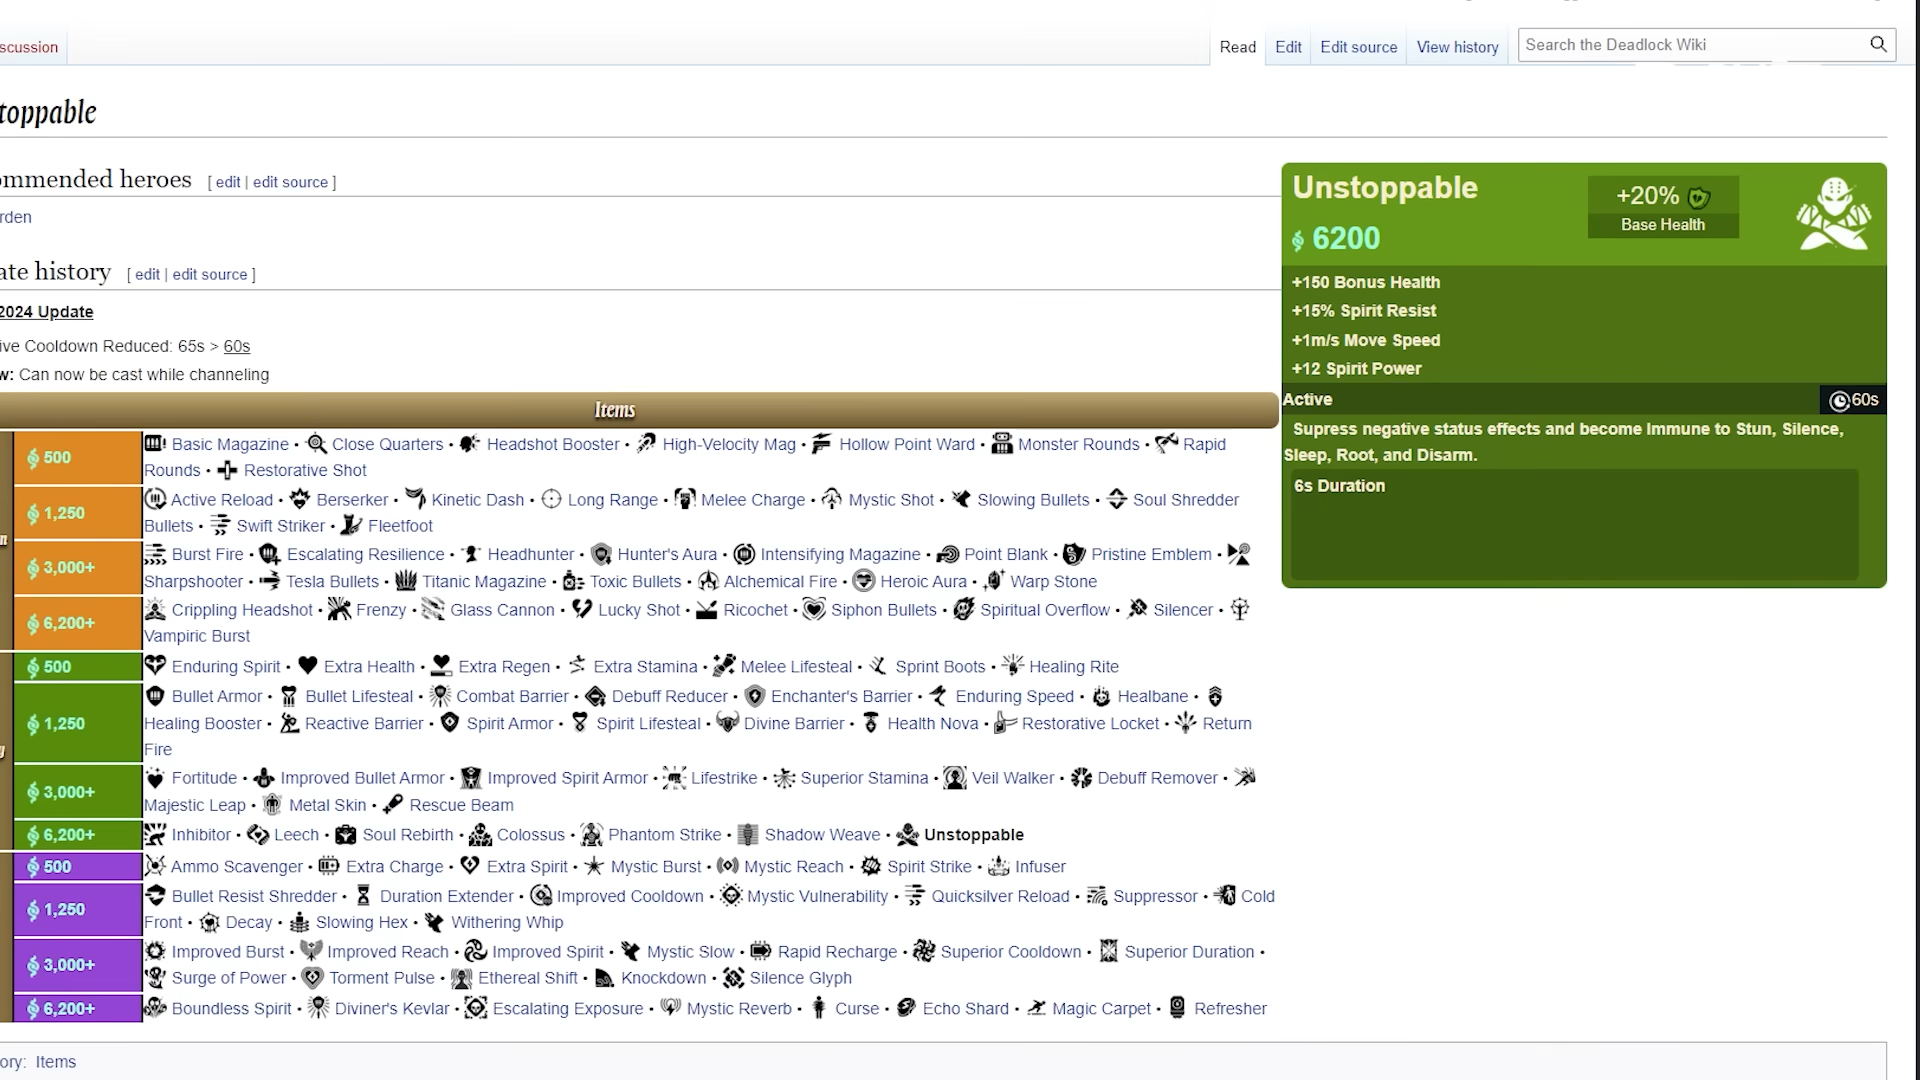 scussion
Read
Edit
Edit source
View history
Search the Deadlock Wiki
toppable
ommended heroes [ edit | edit source ]
rden
ate history [ edit | edit source ]
2024 Update
ive Cooldown Reduced: 65s > 60s
w: Can now be cast while channeling
Items
500
Basic Magazine • Close Quarters • Headshot Booster • High-Velocity Mag • Hollow Point Ward • Monster Rounds • Rapid
Rounds • Restorative Shot
1,250
Active Reload • Berserker • Kinetic Dash • Long Range • Melee Charge • Mystic Shot • Slowing Bullets • Soul Shredder
Bullets • Swift Striker • Fleetfoot
3,000+
Burst Fire • Escalating Resilience • Headhunter • Hunter's Aura • Intensifying Magazine • Point Blank • Pristine Emblem •
Sharpshooter • Tesla Bullets • Titanic Magazine • Toxic Bullets • Alchemical Fire • Heroic Aura • Warp Stone
6,200+
Crippling Headshot • Frenzy • Glass Cannon • Lucky Shot • Ricochet • Siphon Bullets • Spiritual Overflow • Silencer •
Vampiric Burst
500
Enduring Spirit • Extra Health • Extra Regen • Extra Stamina • Melee Lifesteal • Sprint Boots • Healing Rite
1,250
Bullet Armor • Bullet Lifesteal • Combat Barrier • Debuff Reducer • Enchanter's Barrier • Enduring Speed • Healbane •
Healing Booster • Reactive Barrier • Spirit Armor • Spirit Lifesteal • Divine Barrier • Health Nova • Restorative Locket • Return
Fire
3,000+
Fortitude • Improved Bullet Armor • Improved Spirit Armor • Lifestrike • Superior Stamina • Veil Walker • Debuff Remover •
Majestic Leap • Metal Skin • Rescue Beam
6,200+
Inhibitor • Leech • Soul Rebirth • Colossus • Phantom Strike • Shadow Weave • Unstoppable
500
Ammo Scavenger • Extra Charge • Extra Spirit • Mystic Burst • Mystic Reach • Spirit Strike • Infuser
1,250
Bullet Resist Shredder • Duration Extender • Improved Cooldown • Mystic Vulnerability • Quicksilver Reload • Suppressor • Cold
Front • Decay • Slowing Hex • Withering Whip
3,000+
Improved Burst • Improved Reach • Improved Spirit • Mystic Slow • Rapid Recharge • Superior Cooldown • Superior Duration •
Surge of Power • Torment Pulse • Ethereal Shift • Knockdown • Silence Glyph
6,200+
Boundless Spirit • Diviner's Kevlar • Escalating Exposure • Mystic Reverb • Curse • Echo Shard • Magic Carpet • Refresher
ory: Items
Unstoppable
6200
+20%
Base Health
+150 Bonus Health
+15% Spirit Resist
+1m/s Move Speed
+12 Spirit Power
Active
60s
Supress negative status effects and become Immune to Stun, Silence,
Sleep, Root, and Disarm.
6s Duration